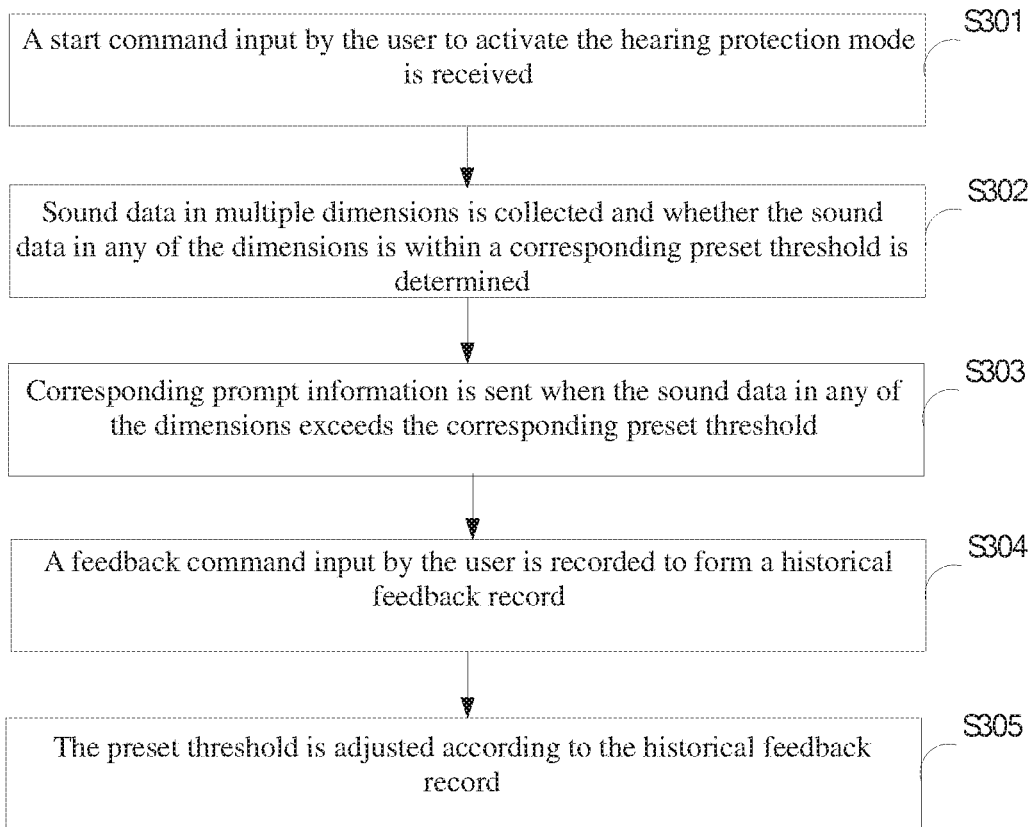 S301
A start command input by the user to activate the hearing protection mode
is received
S302
Sound data in multiple dimensions is collected and whether the sound
data in any of the dimensions is within a corresponding preset threshold is
determined
S303
Corresponding prompt information is sent when the sound data in any of
the dimensions exceeds the corresponding preset threshold
S304
A feedback command input by the user is recorded to form a historical
feedback record
S305
The preset threshold is adjusted according to the historical feedback
record